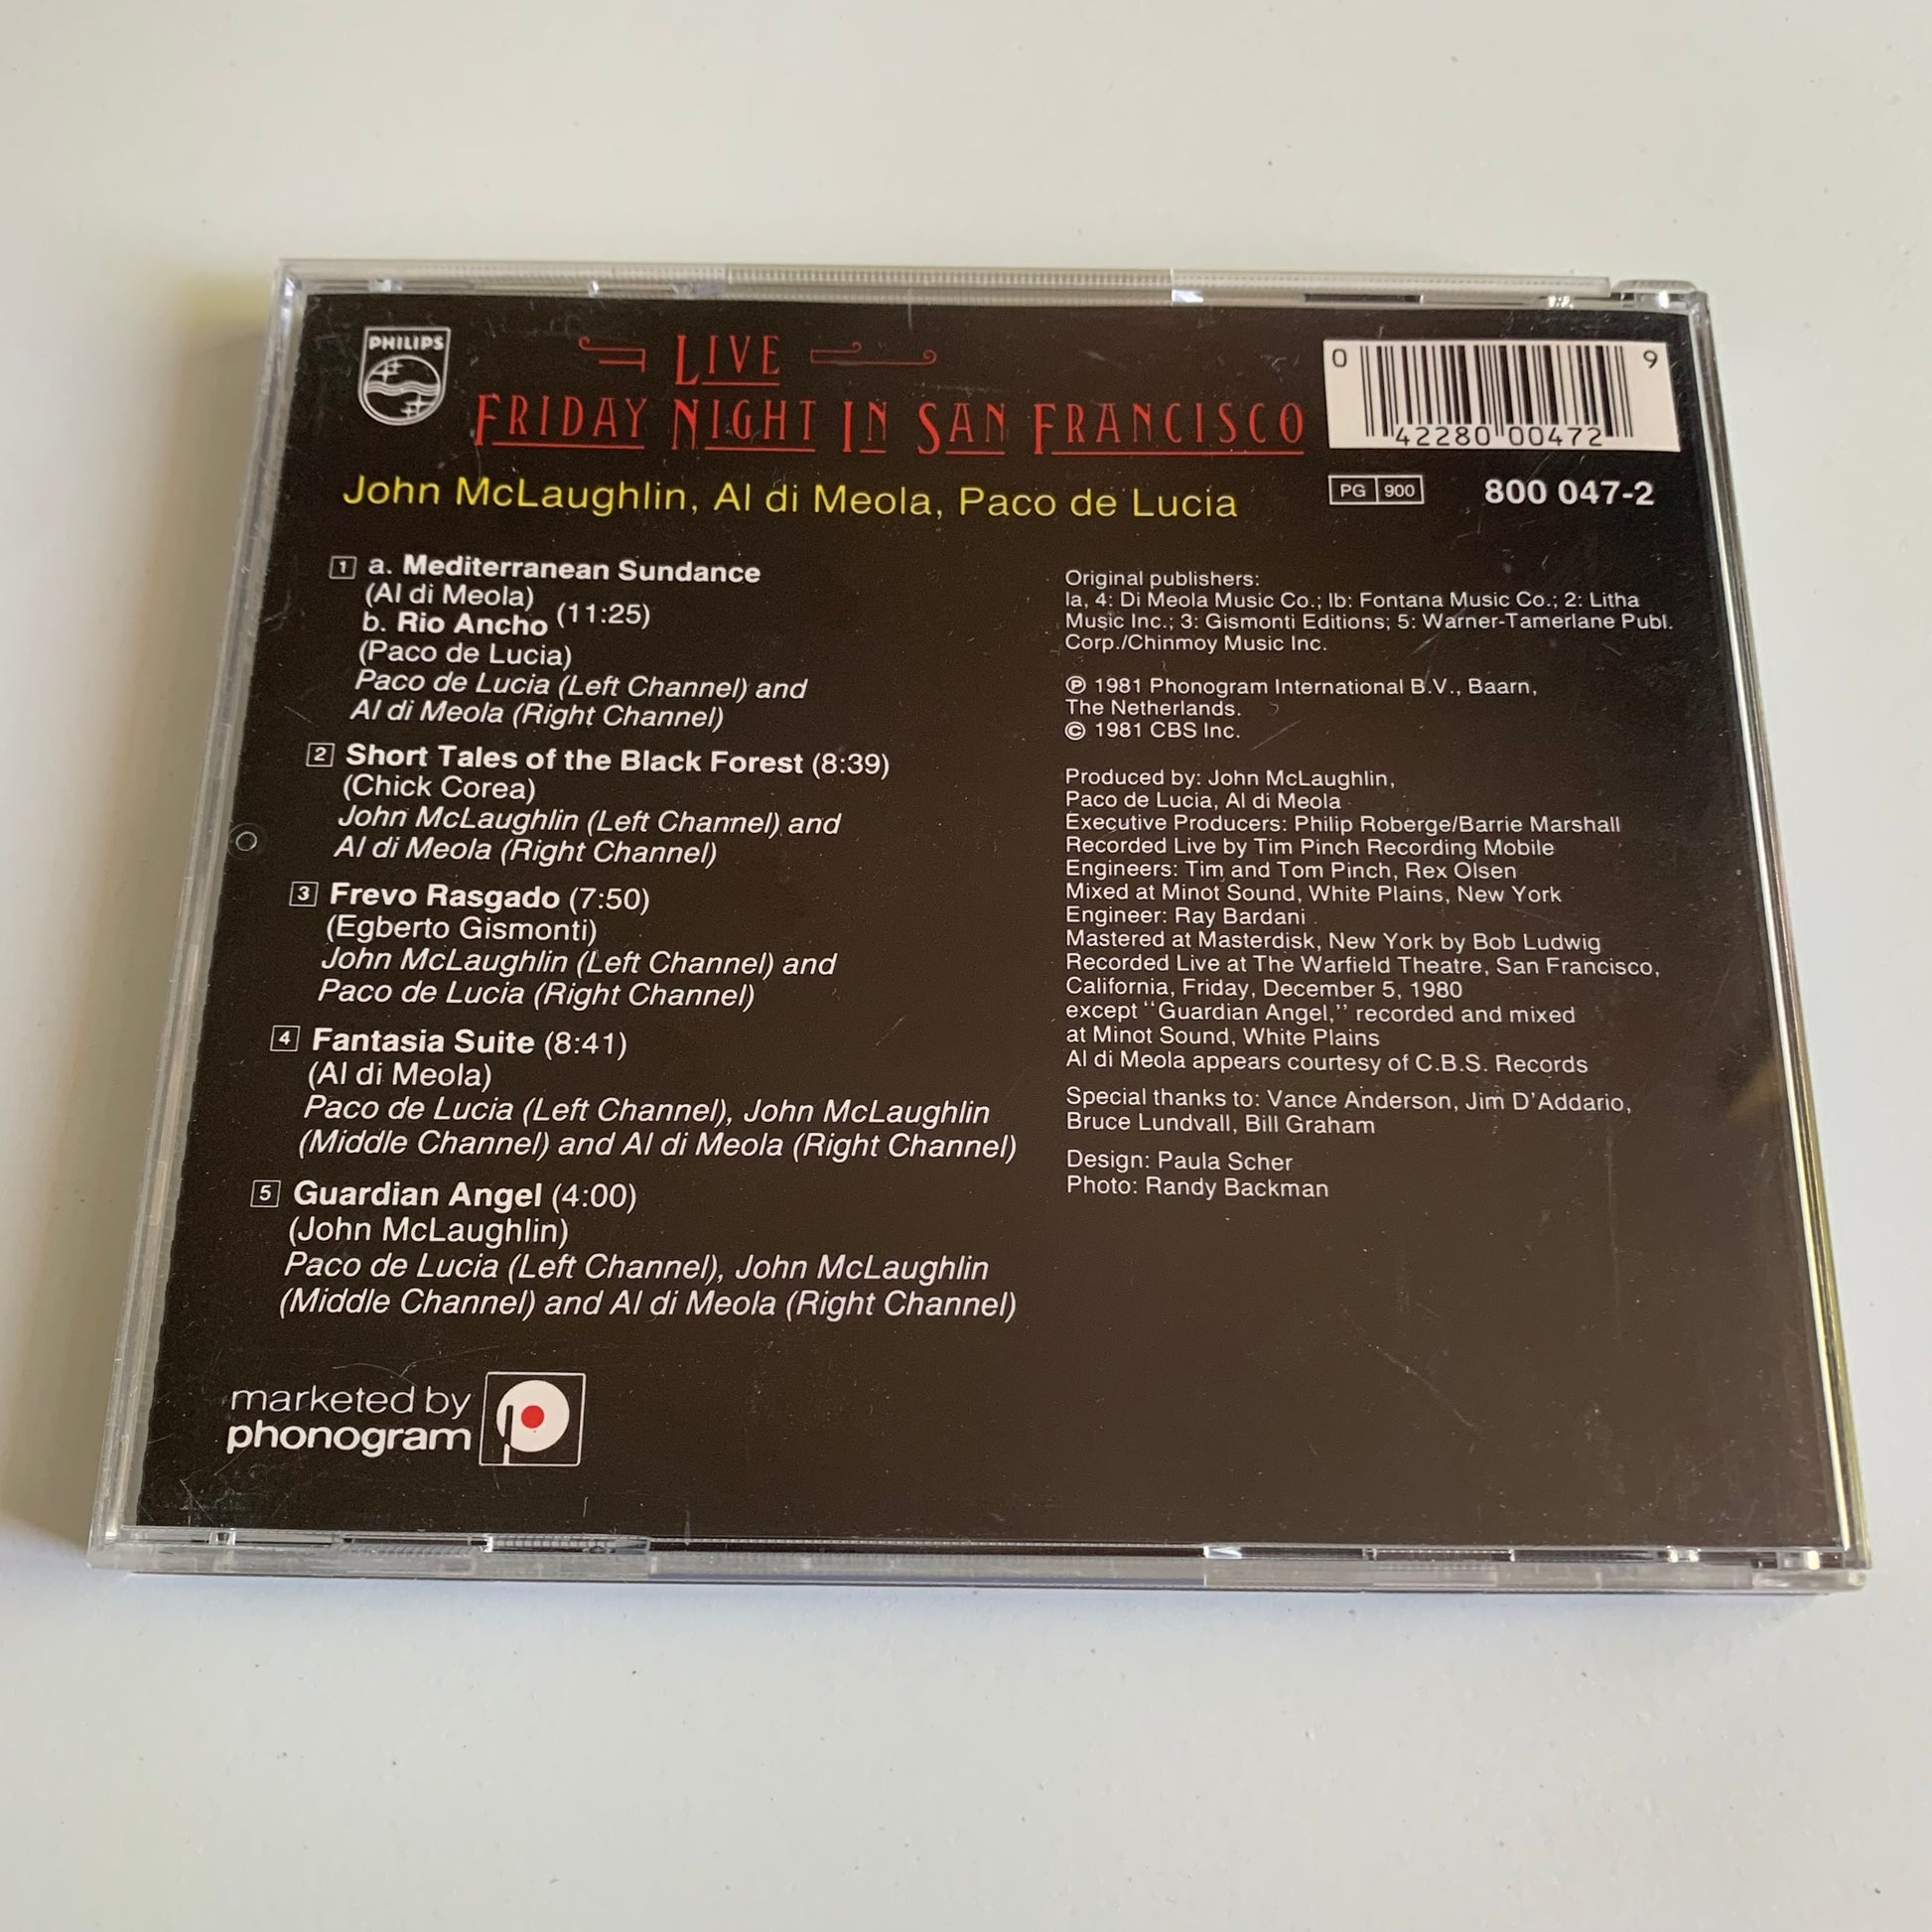 PHILIPS
LIVE
FRIDAY NIGHT IN SAN FRANCISCO
John McLaughlin, Al di Meola, Paco de Lucia
0 9
42280 00472
PG 900
800 047-2
1 a. Mediterranean Sundance
(Al di Meola)
b. Rio Ancho (11:25)
(Paco de Lucia)
Paco de Lucia (Left Channel) and
Al di Meola (Right Channel)
2 Short Tales of the Black Forest (8:39)
(Chick Corea)
John McLaughlin (Left Channel) and
Al di Meola (Right Channel)
3 Frevo Rasgado (7:50)
(Egberto Gismonti)
John McLaughlin (Left Channel) and
Paco de Lucia (Right Channel)
4 Fantasia Suite (8:41)
(Al di Meola)
Paco de Lucia (Left Channel), John McLaughlin
(Middle Channel) and Al di Meola (Right Channel)
5 Guardian Angel (4:00)
(John McLaughlin)
Paco de Lucia (Left Channel), John McLaughlin
(Middle Channel) and Al di Meola (Right Channel)
marketed by
phonogram
Original publishers:
Ia, 4: Di Meola Music Co.; Ib: Fontana Music Co.; 2: Litha
Music Inc.; 3: Gismonti Editions; 5: Warner-Tamerlane Publ.
Corp./Chinmoy Music Inc.
℗ 1981 Phonogram International B.V., Baarn,
The Netherlands.
© 1981 CBS Inc.
Produced by: John McLaughlin,
Paco de Lucia, Al di Meola
Executive Producers: Philip Roberge/Barrie Marshall
Recorded Live by Tim Pinch Recording Mobile
Engineers: Tim and Tom Pinch, Rex Olsen
Mixed at Minot Sound, White Plains, New York
Engineer: Ray Bardani
Mastered at Masterdisk, New York by Bob Ludwig
Recorded Live at The Warfield Theatre, San Francisco,
California, Friday, December 5, 1980
except "Guardian Angel," recorded and mixed
at Minot Sound, White Plains
Al di Meola appears courtesy of C.B.S. Records
Special thanks to: Vance Anderson, Jim D'Addario,
Bruce Lundvall, Bill Graham
Design: Paula Scher
Photo: Randy Backman